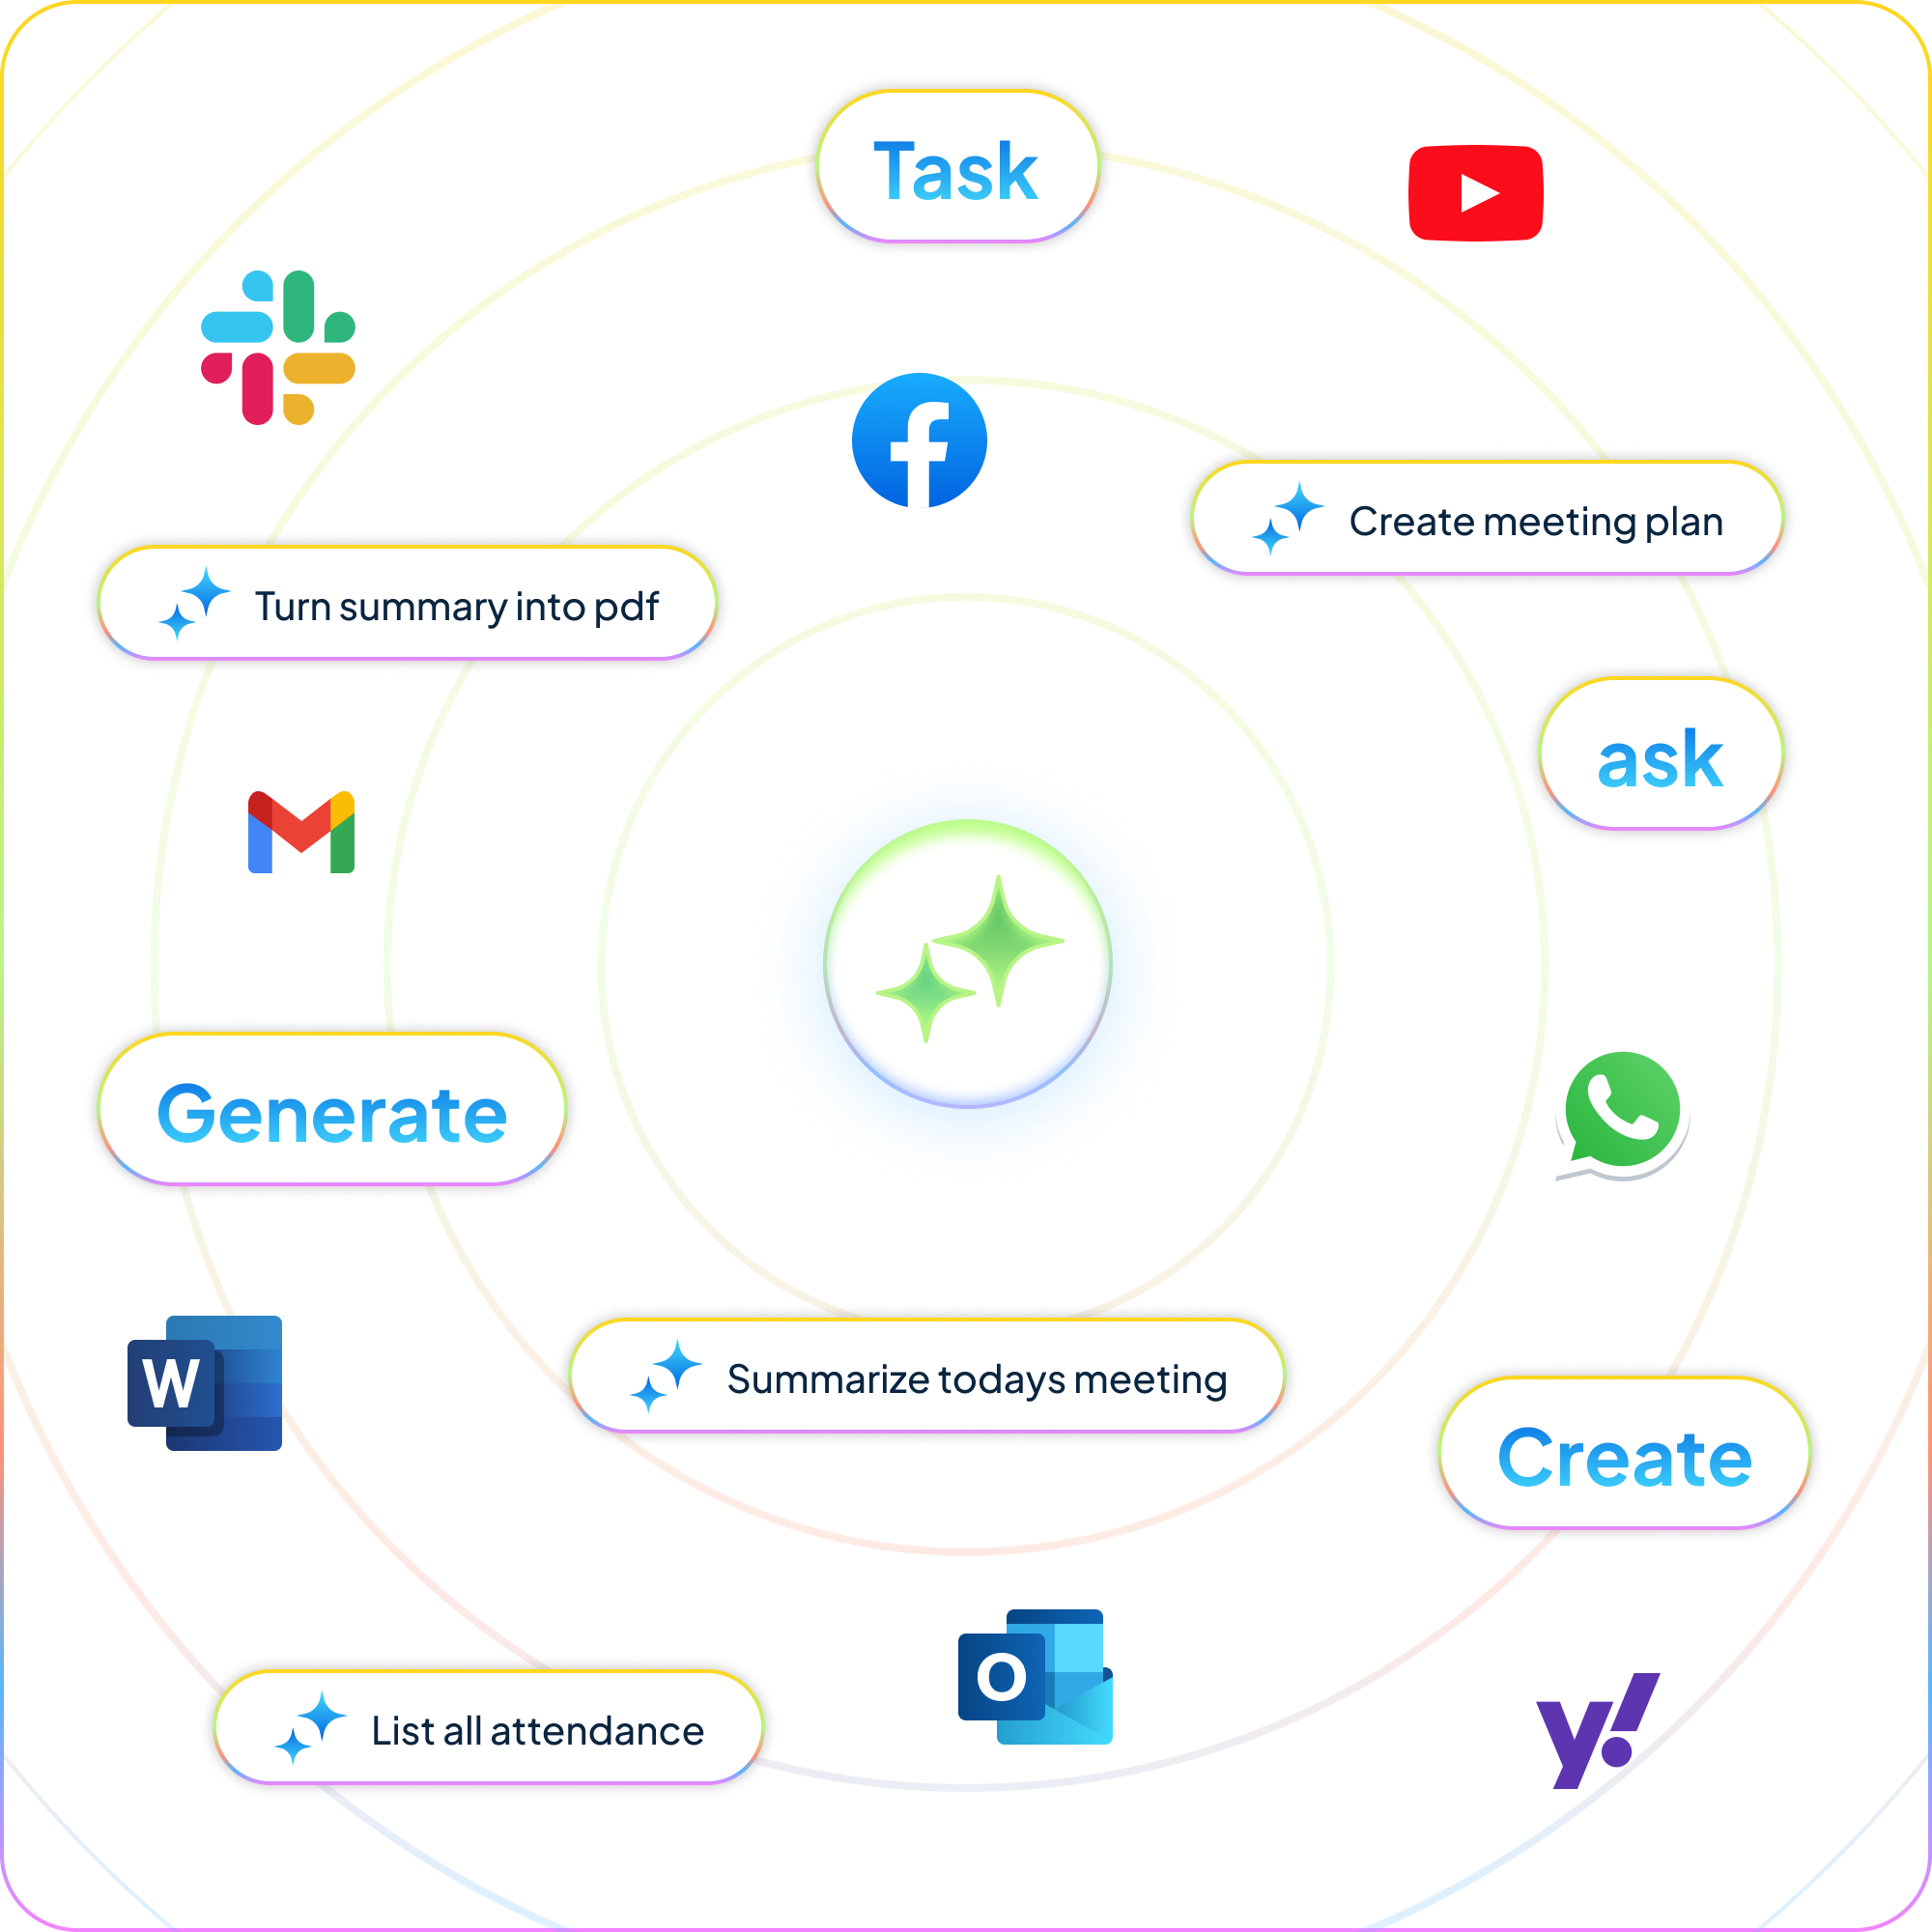 Task
Create meeting plan
Turn summary into pdf
ask
Generate
W
Summarize todays meeting
Create
O
y!
List all attendance